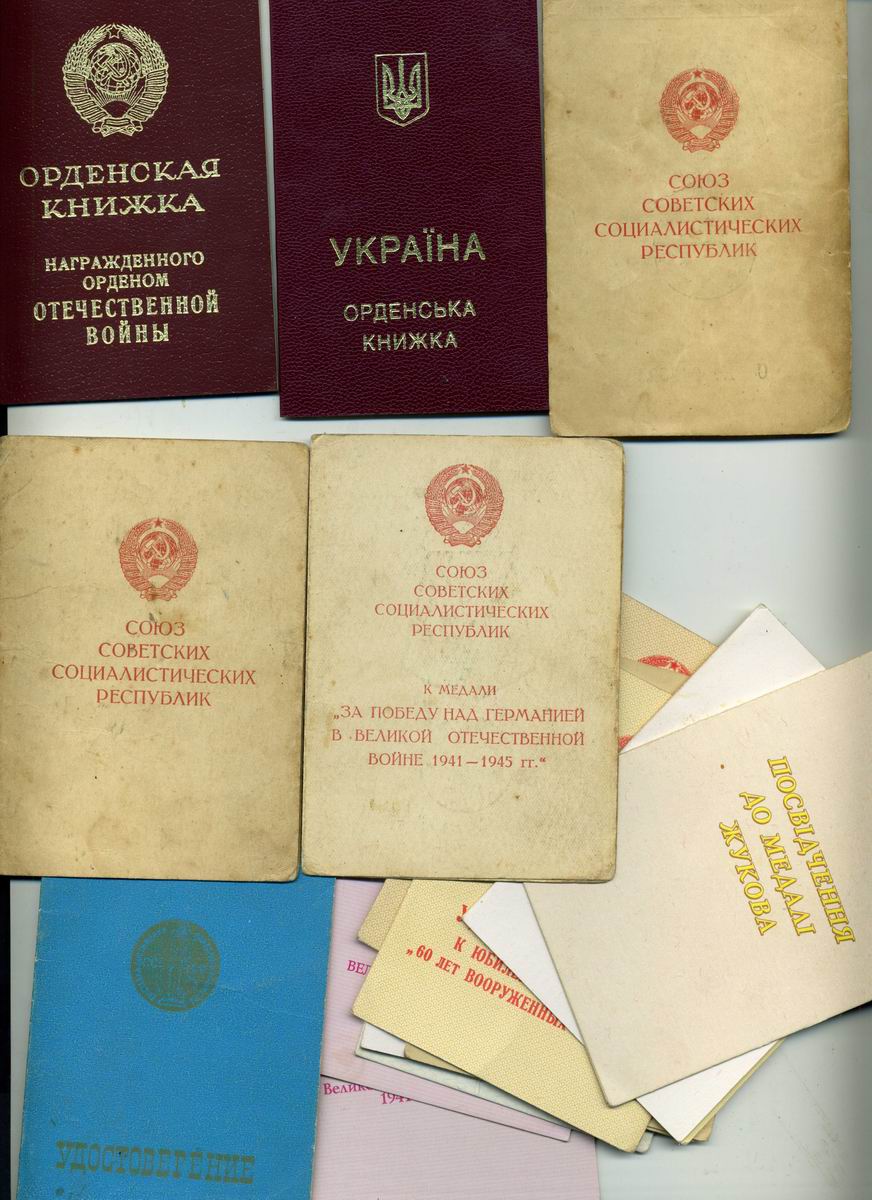 ОРДЕНСКАЯ
КНИЖКА
НАГРАЖДЕННОГО
ОРДЕНОМ
ОТЕЧЕСТВЕННОЙ
ВОЙНЫ
УКРАЇНА
ОРДЕНСЬКА
КНИЖКА
СОЮЗ
СОВЕТСКИХ
СОЦИАЛИСТИЧЕСКИХ
РЕСПУБЛИК
СОЮЗ
СОВЕТСКИХ
СОЦИАЛИСТИЧЕСКИХ
РЕСПУБЛИК
СОЮЗ
СОВЕТСКИХ
СОЦИАЛИСТИЧЕСКИХ
РЕСПУБЛИК
К МЕДАЛИ
„ЗА ПОБЕДУ НАД ГЕРМАНИЕЙ
В ВЕЛИКОЙ ОТЕЧЕСТВЕННОЙ
ВОЙНЕ 1941—1945 гг.“
ПОСВІДЧЕННЯ
ДО МЕДАЛІ
ЖУКОВА
УДОСТОВЕРЕНИЕ
К
„60 ЛЕТ ВООРУЖЕННЫХ